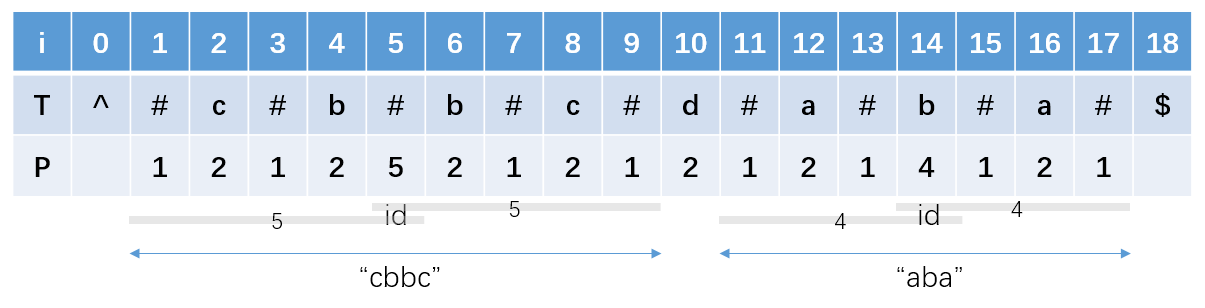 i 0 1 2 3 4 5 6 7 8 9 10 11 12 13 14 15 16 17 18
T ^ # c # b # b # c # d # a # b # a # $
P 1 2 1 2 5 2 1 2 1 2 1 2 1 4 1 2 1
5 id 5 4 id 4
“cbbc” “aba”